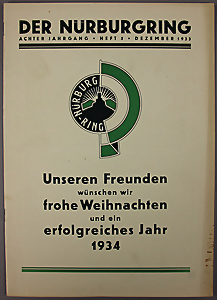 DER NÜRBURGRING
ACHTER JAHRGANG • HEFT 2 • DEZEMBER 1933
NÜRBURG
RING
Unseren Freunden
wünschen wir
frohe Weihnachten
und ein
erfolgreiches Jahr
1934